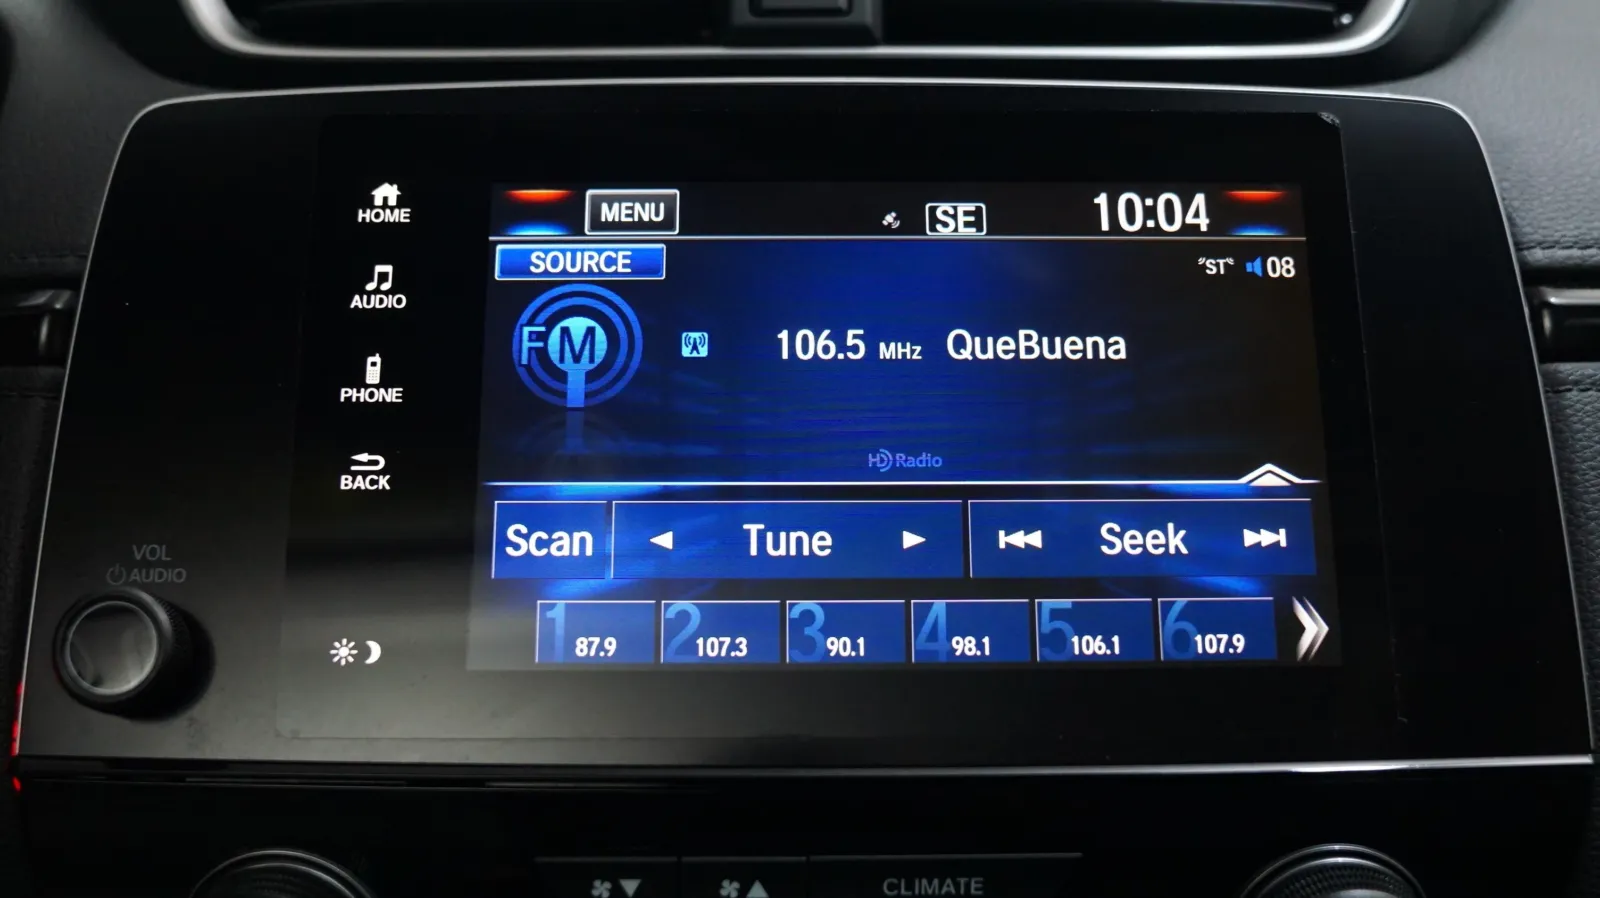 HOME
AUDIO
PHONE
BACK
VOL
AUDIO
MENU
SE
10:04
SOURCE
"ST" 08
FM
106.5 MHz QueBuena
HD Radio
Scan
Tune
Seek
1 87.9
2 107.3
3 90.1
4 98.1
5 106.1
6 107.9
CLIMATE